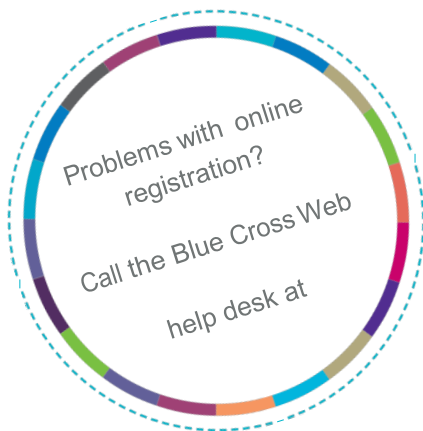 Problems with online
registration?
Call the Blue Cross Web
help desk at